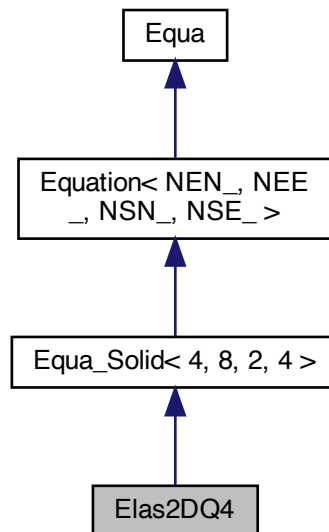 Equa
Equation< NEN_, NEE
_, NSN_, NSE_ >
Equa_Solid< 4, 8, 2, 4 >
Elas2DQ4